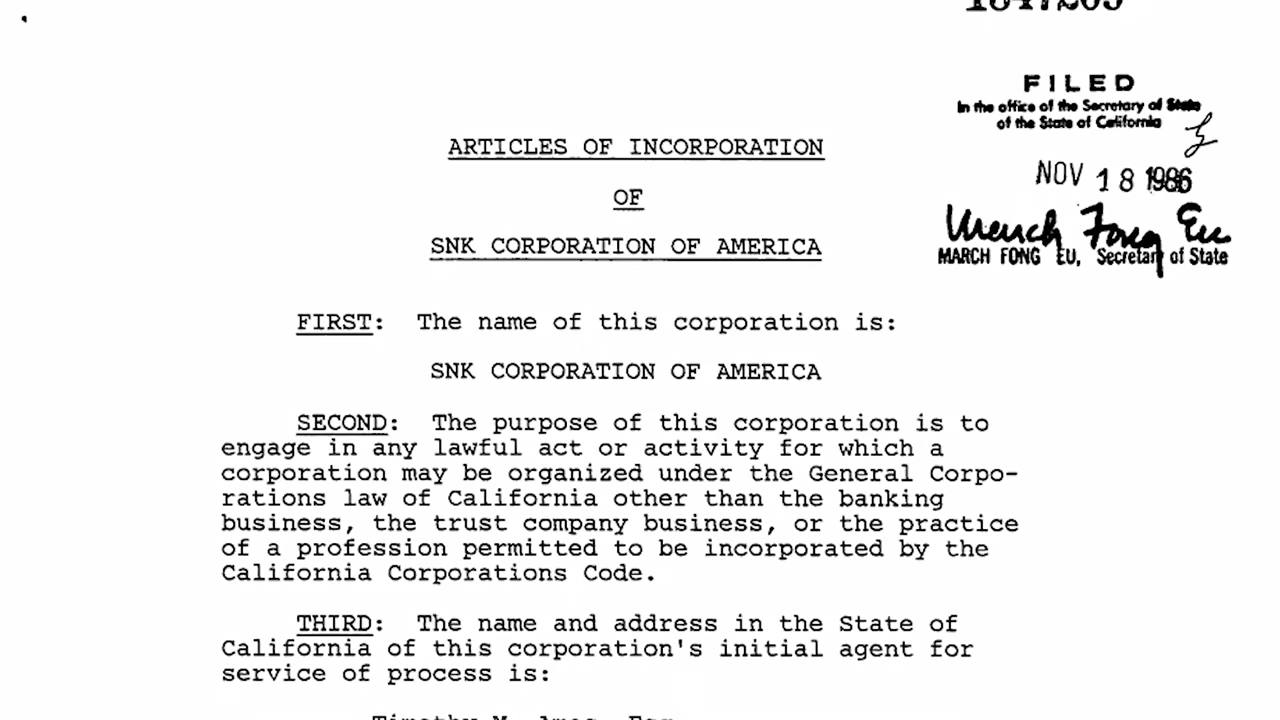 FILED
In the office of the Secretary of State
of the State of California
NOV 18 1986
March Fong Eu
MARCH FONG EU, Secretary of State
ARTICLES OF INCORPORATION
OF
SNK CORPORATION OF AMERICA
FIRST: The name of this corporation is:
SNK CORPORATION OF AMERICA
SECOND: The purpose of this corporation is to
engage in any lawful act or activity for which a
corporation may be organized under the General Corpo-
rations law of California other than the banking
business, the trust company business, or the practice
of a profession permitted to be incorporated by the
California Corporations Code.
THIRD: The name and address in the State of
California of this corporation's initial agent for
service of process is: